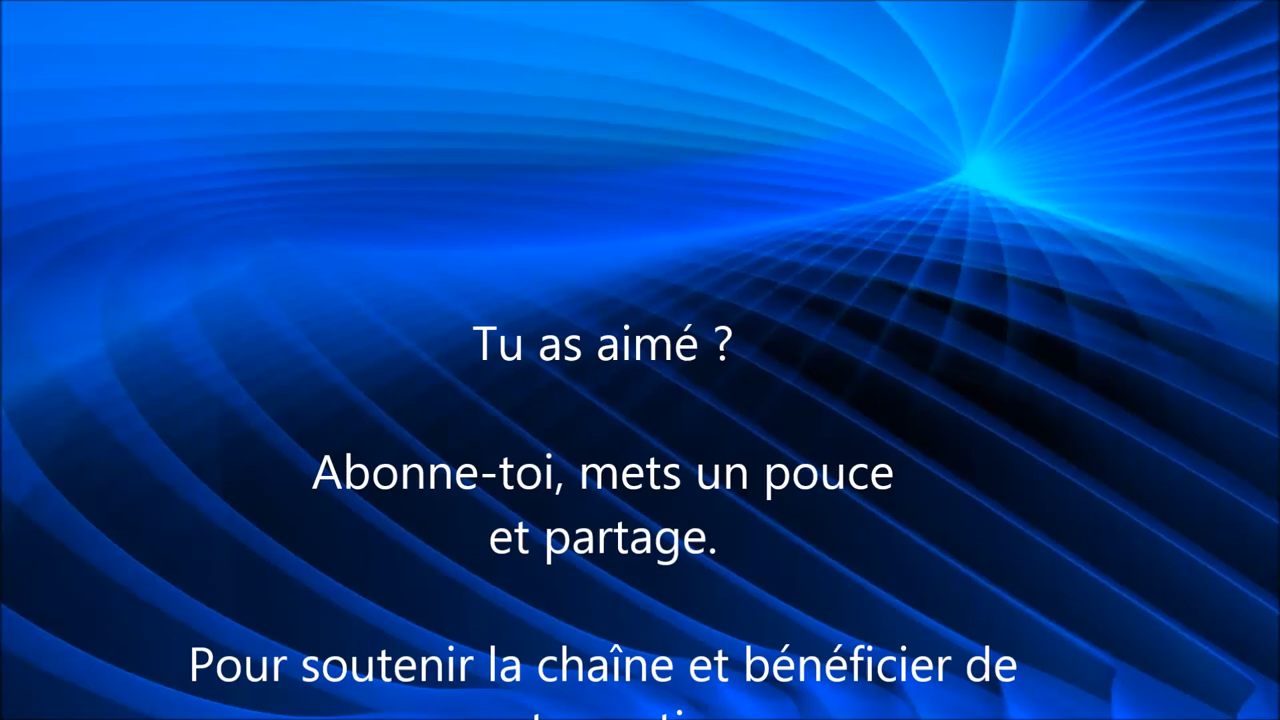 Tu as aimé ?
Abonne-toi, mets un pouce
et partage.
Pour soutenir la chaîne et bénéficier de